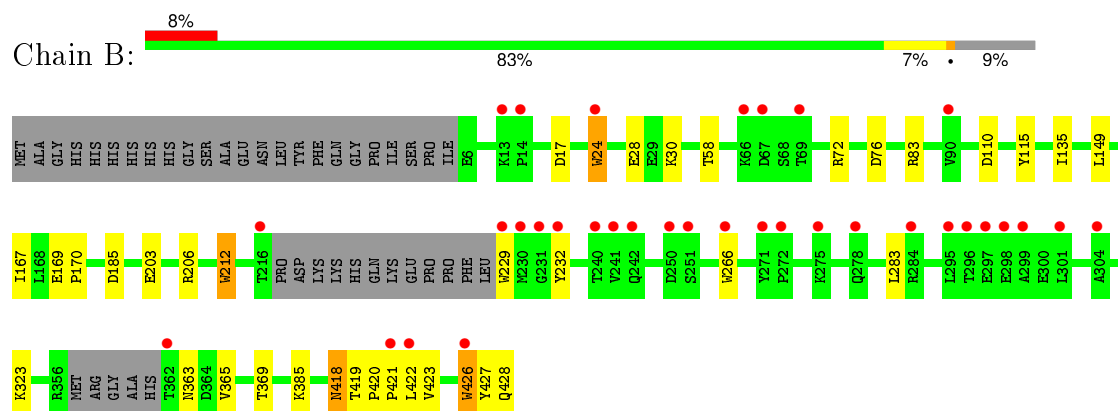 8%
Chain B:
83% 7% • 9%
MET ALA GLY HIS HIS HIS HIS HIS HIS GLY SER ALA GLU ASN LEU TYR PHE GLN GLY PRO ILE SER PRO ILE E6 K13 P14 D17 W24 E28 E29 K30 T58 K66 D67 S68 T69 R72 D76 R83 V90 D110 Y115 I135 L149
I167 L168 E169 P170 D185 E203 R206 W212 T216 PRO ASP LYS LYS HIS GLN LYS GLU PRO PRO PHE LEU W229 M230 G231 Y232 T240 V241 Q242 D250 S251 W266 Y271 P272 K275 Q278 L283 R284 L295 T296 E297 E298 A299 E300 L301 A304
K323 R356 MET ARG GLY ALA HIS T362 N363 D364 V365 T369 K385 N418 T419 P420 P421 L422 V423 W426 Y427 Q428